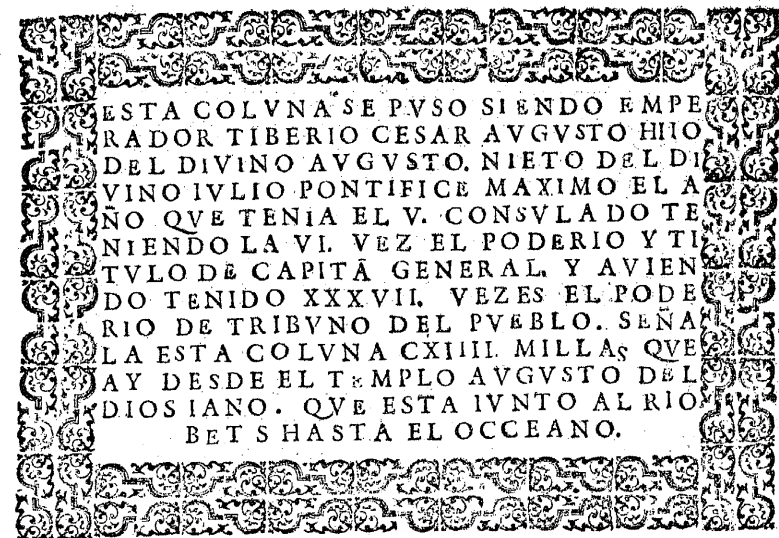 ESTA COLVNA SE PVSO SIENDO EMPE
RADOR TIBERIO CESAR AVGVSTO HIIO
DEL DIVINO AVGVSTO. NIETO DEL DI
VINO IVLIO PONTIFICE MAXIMO EL A
ÑO QVE TENIA EL V. CONSVLADO TE
NIENDO LA VI. VEZ EL PODERIO Y TI
TVLO DE CAPITÃ GENERAL. Y AVIEN
DO TENIDO XXXVII. VEZES EL PODE
RIO DE TRIBVNO DEL PVEBLO. SEÑA
LA ESTA COLVNA CXIIII. MILLAS QVE
AY DESDE EL TEMPLO AVGVSTO DEL
DIOS IANO. QVE ESTA IVNTO AL RIO
BET S HASTA EL OCCEANO.